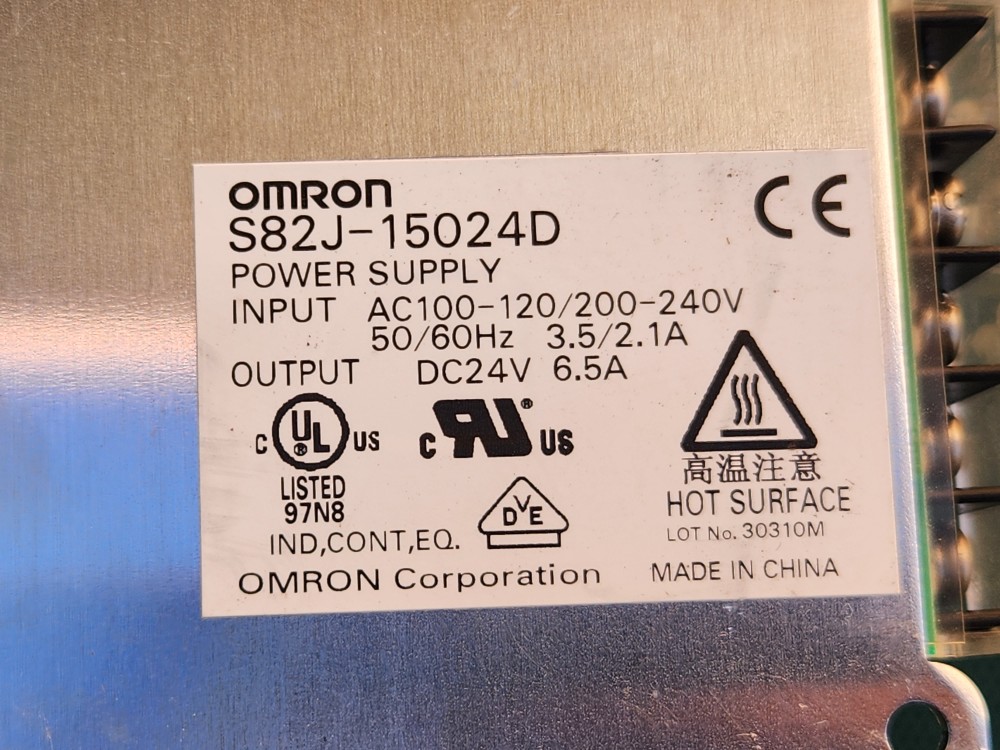 OMRON
S82J-15024D
POWER SUPPLY
INPUT AC100-120/200-240V
50/60Hz 3.5/2.1A
OUTPUT DC24V 6.5A
CE
C UL ® US
LISTED
97N8
IND,CONT,EQ.
C RU ® US
DVE
高温注意
HOT SURFACE
LOT No. 30310M
OMRON Corporation
MADE IN CHINA